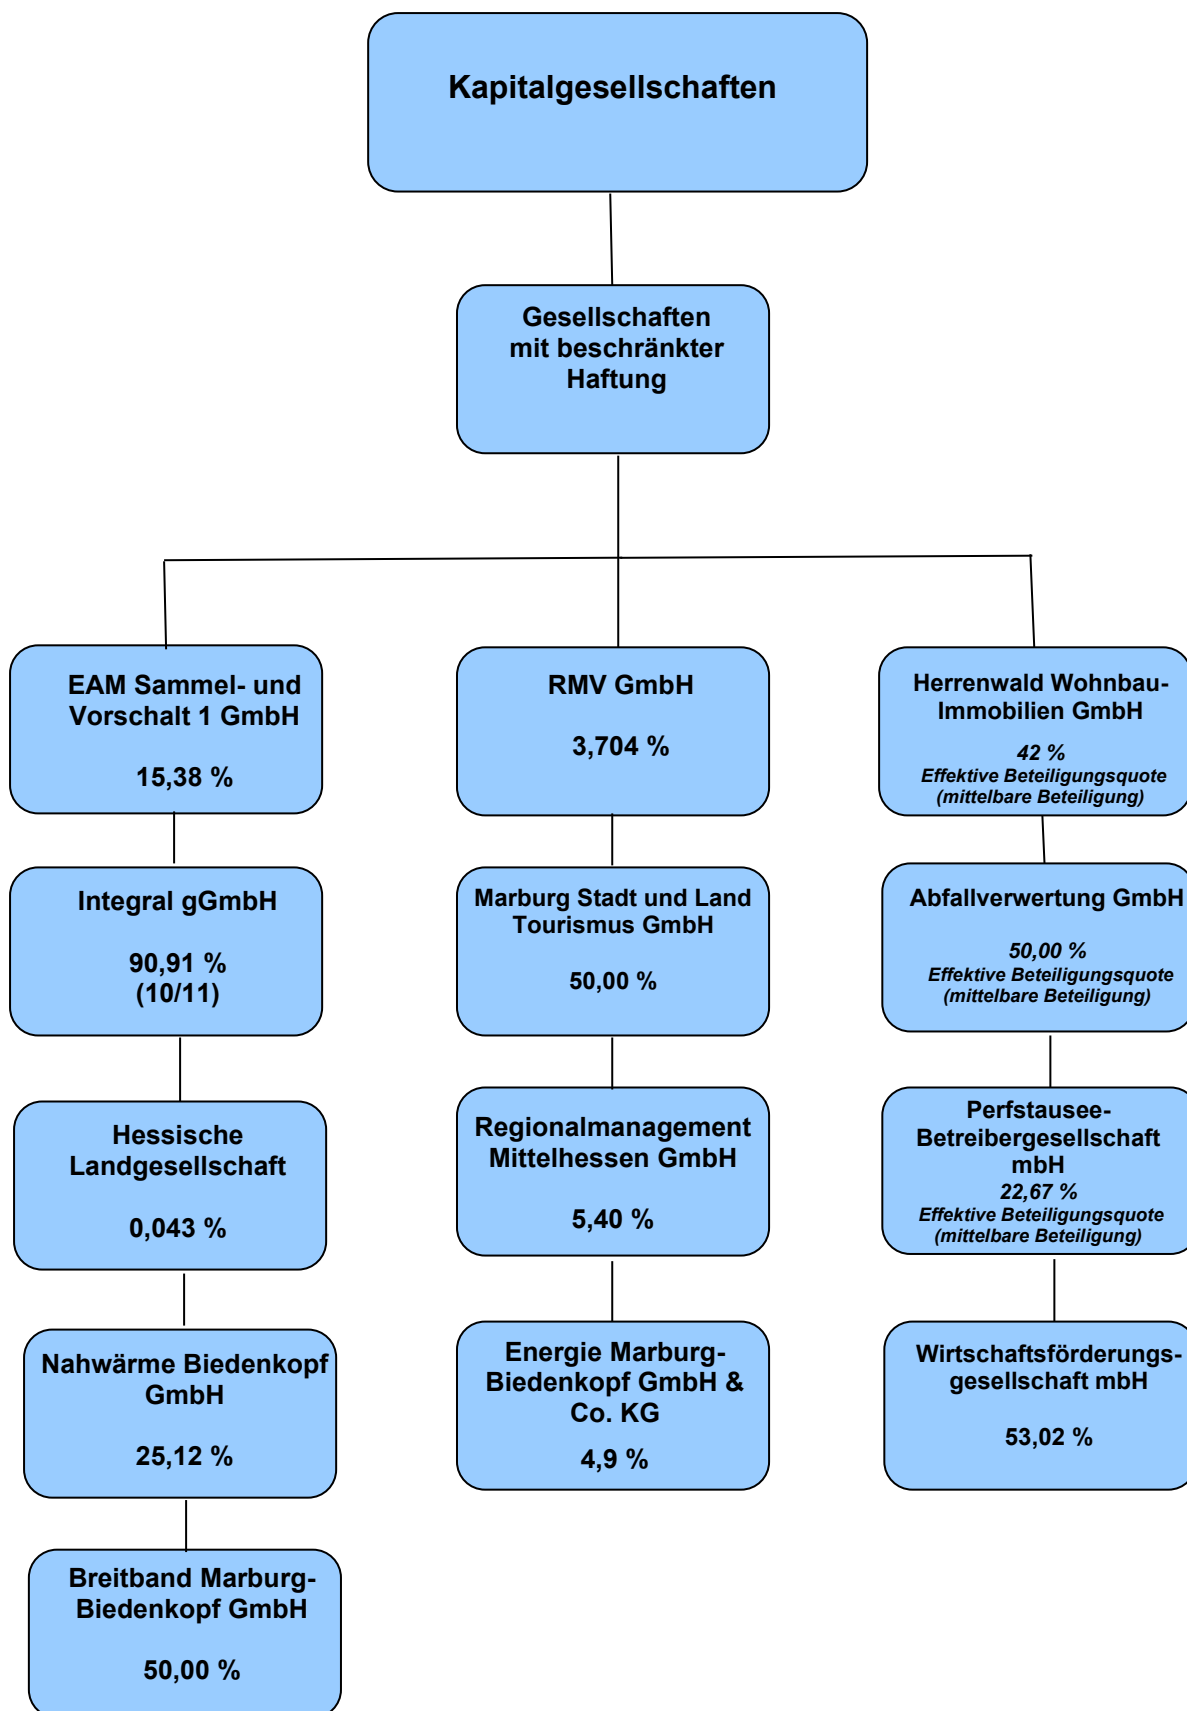 Kapitalgesellschaften
Gesellschaften
mit beschränkter
Haftung
EAM Sammel- und
Vorschalt 1 GmbH
15,38 %
RMV GmbH
3,704 %
Herrenwald Wohnbau-
Immobilien GmbH
42 %
Effektive Beteiligungsquote
(mittelbare Beteiligung)
Integral gGmbH
90,91 %
(10/11)
Marburg Stadt und Land
Tourismus GmbH
50,00 %
Abfallverwertung GmbH
50,00 %
Effektive Beteiligungsquote
(mittelbare Beteiligung)
Hessische
Landgesellschaft
0,043 %
Regionalmanagement
Mittelhessen GmbH
5,40 %
Perfstausee-
Betreibergesellschaft
mbH
22,67 %
Effektive Beteiligungsquote
(mittelbare Beteiligung)
Nahwärme Biedenkopf
GmbH
25,12 %
Energie Marburg-
Biedenkopf GmbH &
Co. KG
4,9 %
Wirtschaftsförderungs-
gesellschaft mbH
53,02 %
Breitband Marburg-
Biedenkopf GmbH
50,00 %